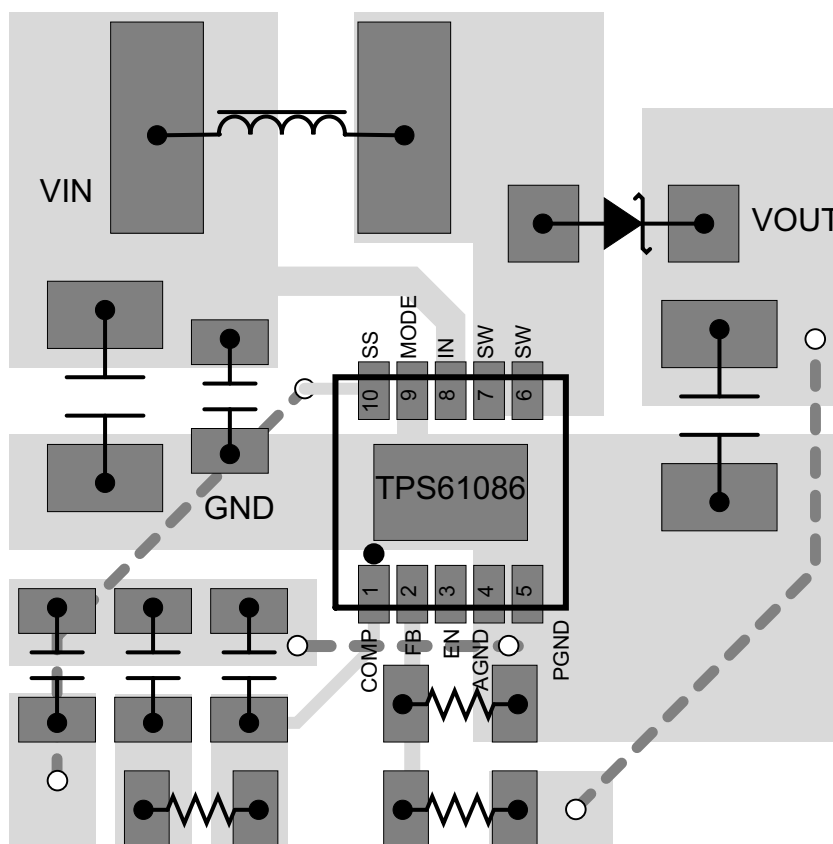 VIN
VOUT
SS
MODE
IN
SW
SW
10
9
8
7
6
TPS61086
GND
1
2
3
4
5
COMP
FB
EN
AGND
PGND